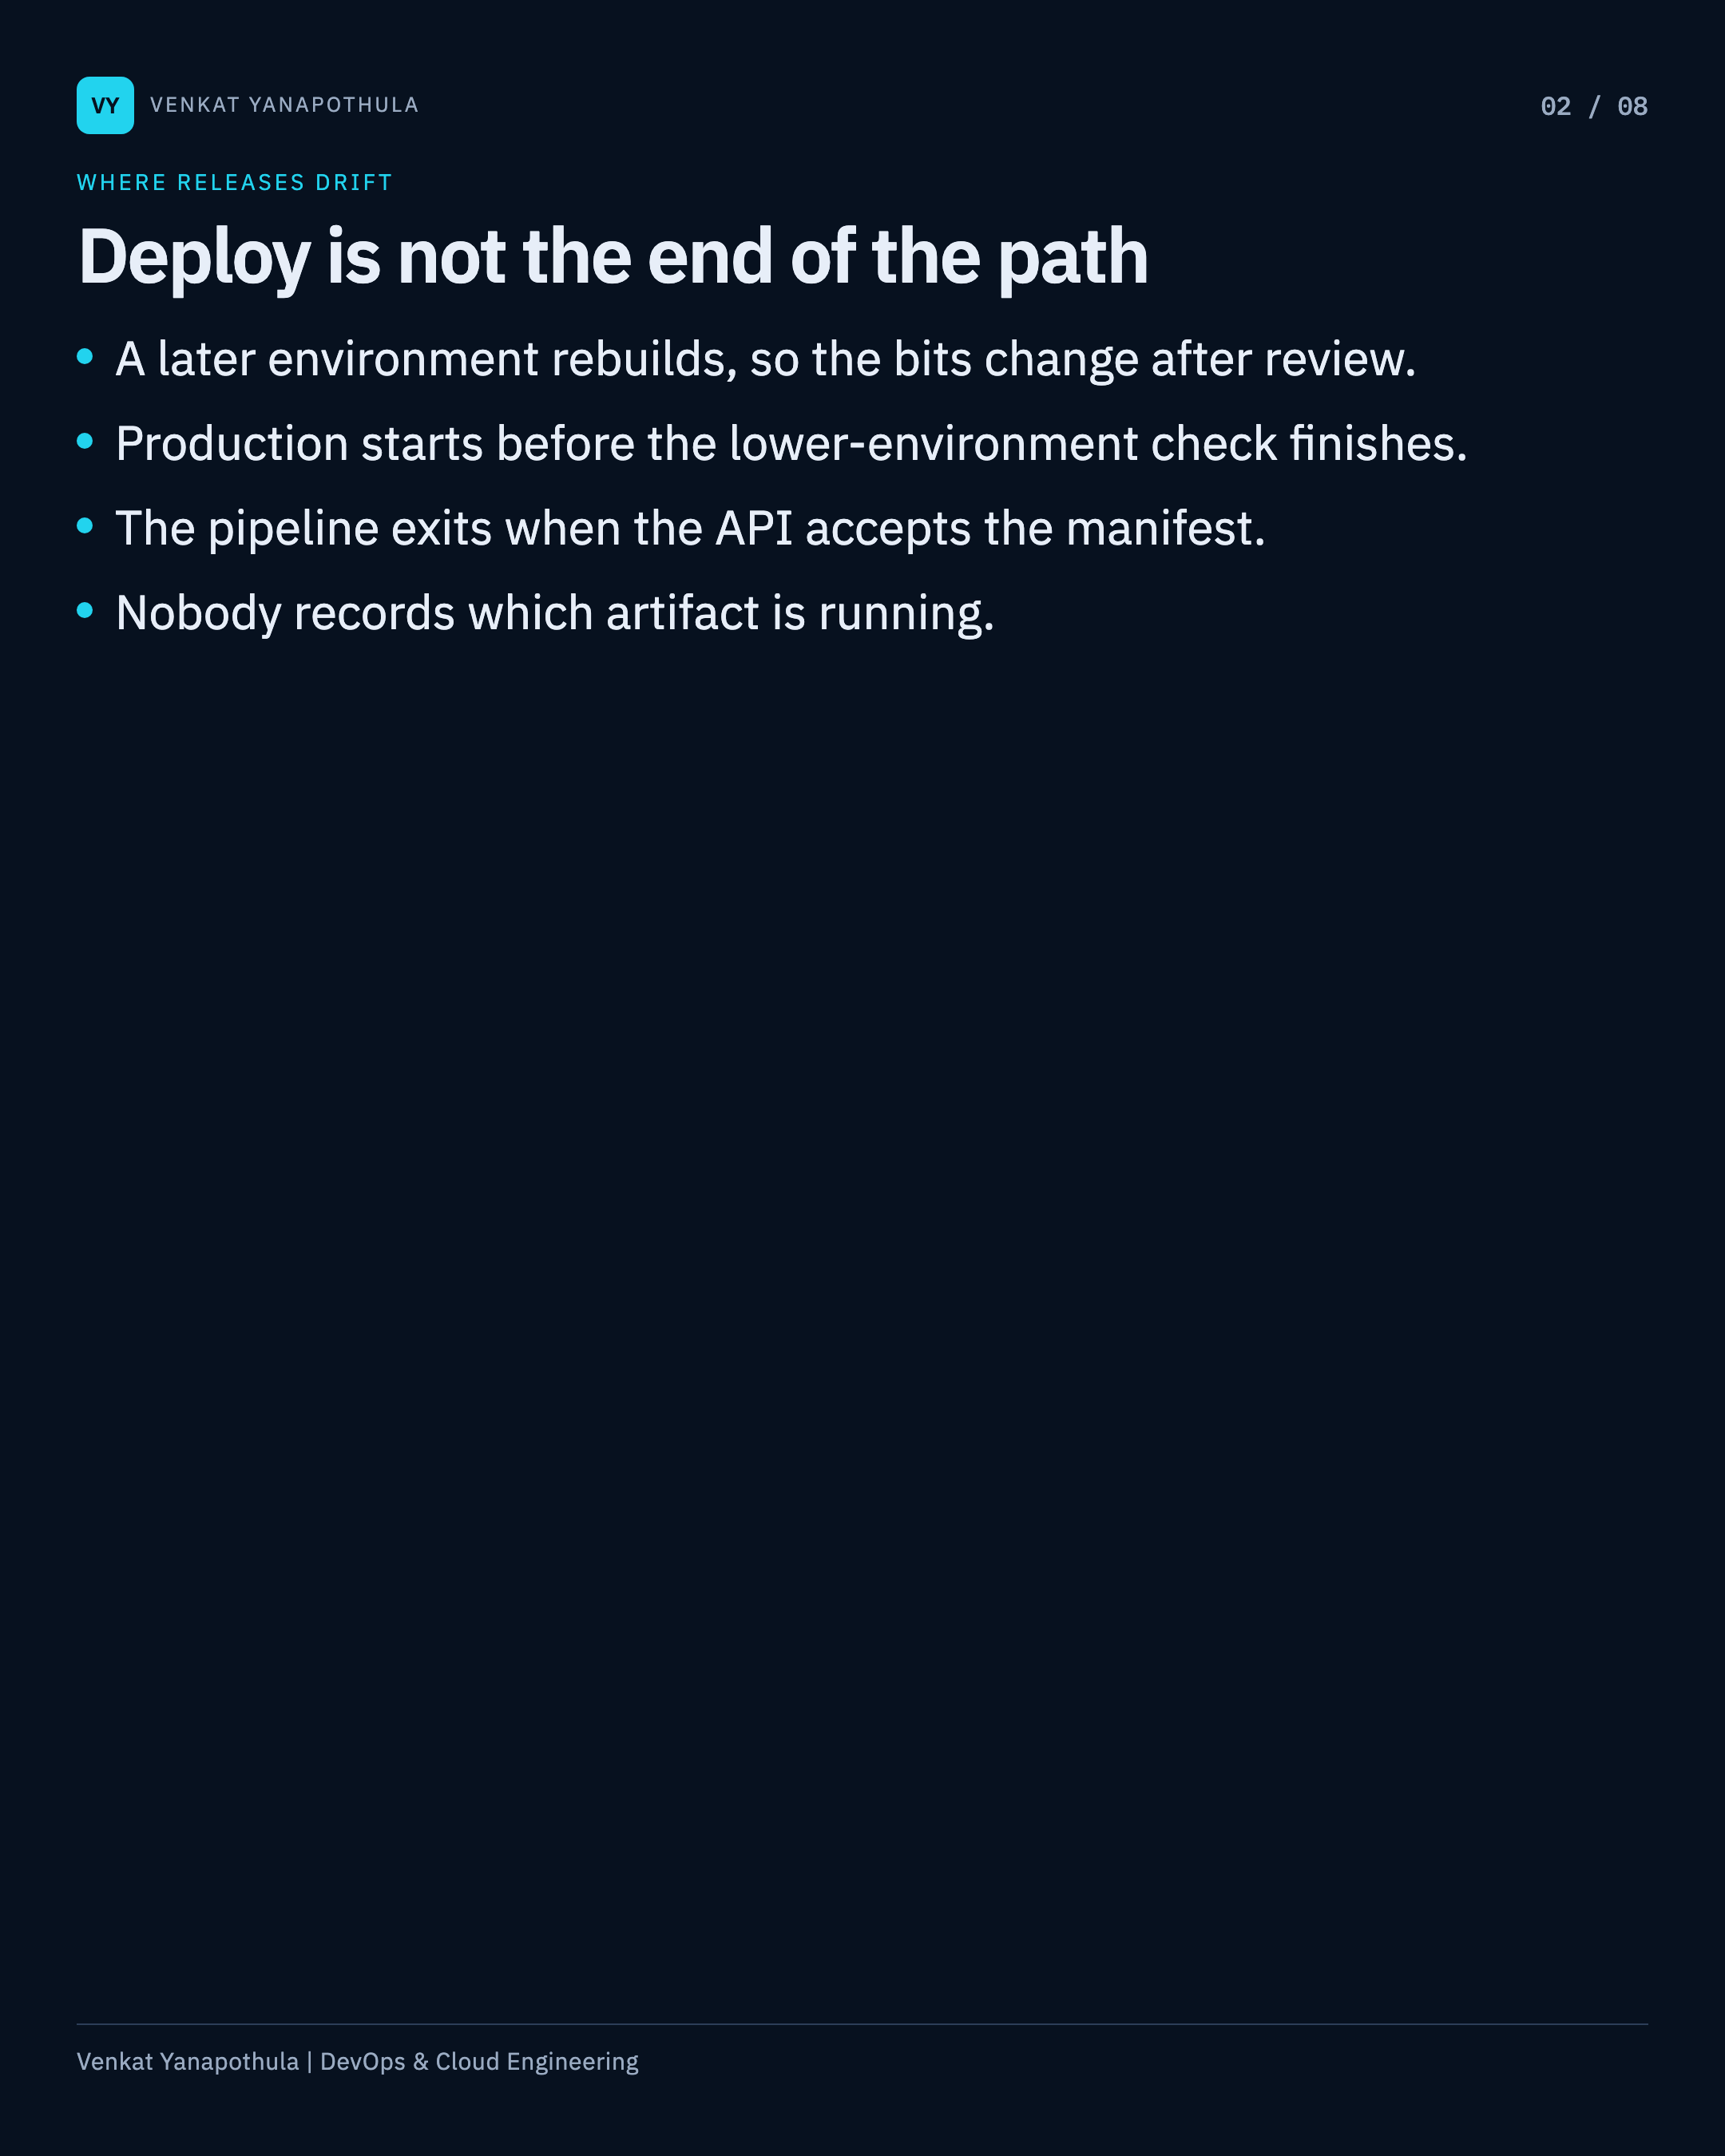 VY VENKAT YANAPOTHULA
02 / 08
WHERE RELEASES DRIFT
Deploy is not the end of the path
A later environment rebuilds, so the bits change after review.
Production starts before the lower-environment check finishes.
The pipeline exits when the API accepts the manifest.
Nobody records which artifact is running.
Venkat Yanapothula | DevOps & Cloud Engineering